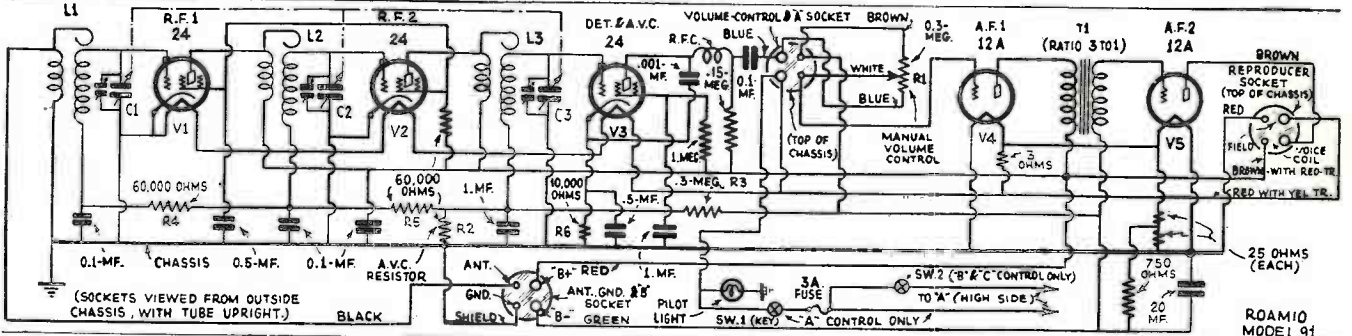 L1
R.F.1
24
C1
V1
L2
R.F.2
24
C2
V2
L3
C3
DET. & A.V.C.
24
V3
.001-
MF.
R.F.C.
.15-
MEG.
0.1-
MF.
VOLUME-CONTROL & "A" SOCKET
BLUE
BROWN
WHITE
BLUE
0.3-
MEG.
R1
(TOP OF
CHASSIS)
MANUAL
VOLUME
CONTROL
A.F.1
12A
V4
3
OHMS
T1
(RATIO 3 TO 1)
A.F.2
12A
V5
BROWN
REPRODUCER
SOCKET
(TOP OF CHASSIS)
RED
FIELD
VOICE
COIL
BROWN-WITH RED-TR.
RED WITH YEL TR.
60,000 OHMS
R4
60,000
OHMS
R5
R2
1.MF.
10,000
OHMS
R6
.5-MF.
1.MEG.
.3-MEG.
R3
0.1-MF.
CHASSIS
0.5-MF.
0.1-MF.
A.V.C.
RESISTOR
1.MF.
25 OHMS
(EACH)
750
OHMS
20
MF.
(SOCKETS VIEWED FROM OUTSIDE
CHASSIS, WITH TUBE UPRIGHT.)
BLACK
ANT.
GND.
SHIELD
"B+" RED
ANT. GND. & "B"
SOCKET
"B-"
GREEN
PILOT
LIGHT
3A
FUSE
SW.1 (KEY)
"A" CONTROL ONLY
SW.2 ("B" & "C" CONTROL ONLY)
TO "A" (HIGH SIDE)
ROAMIO
MODEL 91